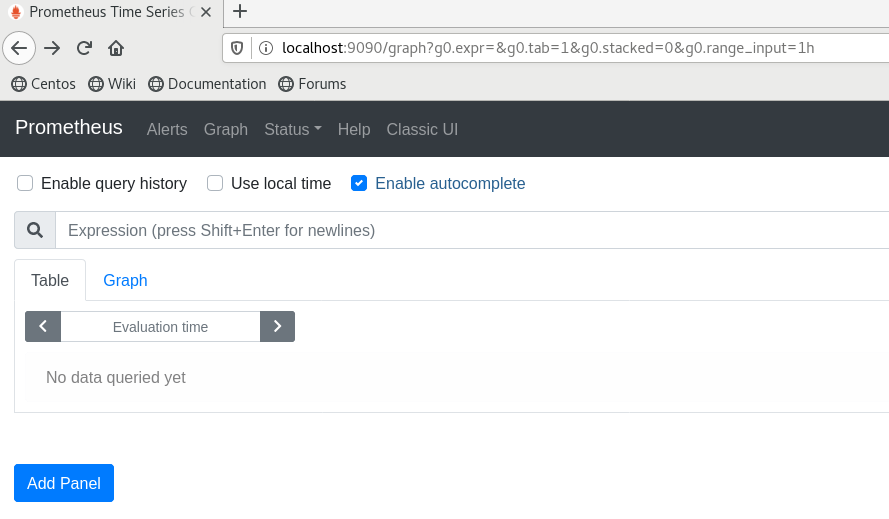 Prometheus Time Series
localhost:9090/graph?g0.expr=&g0.tab=1&g0.stacked=0&g0.range_input=1h
Centos Wiki Documentation Forums
Prometheus Alerts Graph Status Help Classic UI
Enable query history Use local time Enable autocomplete
Expression (press Shift+Enter for newlines)
Table Graph
Evaluation time
No data queried yet
Add Panel